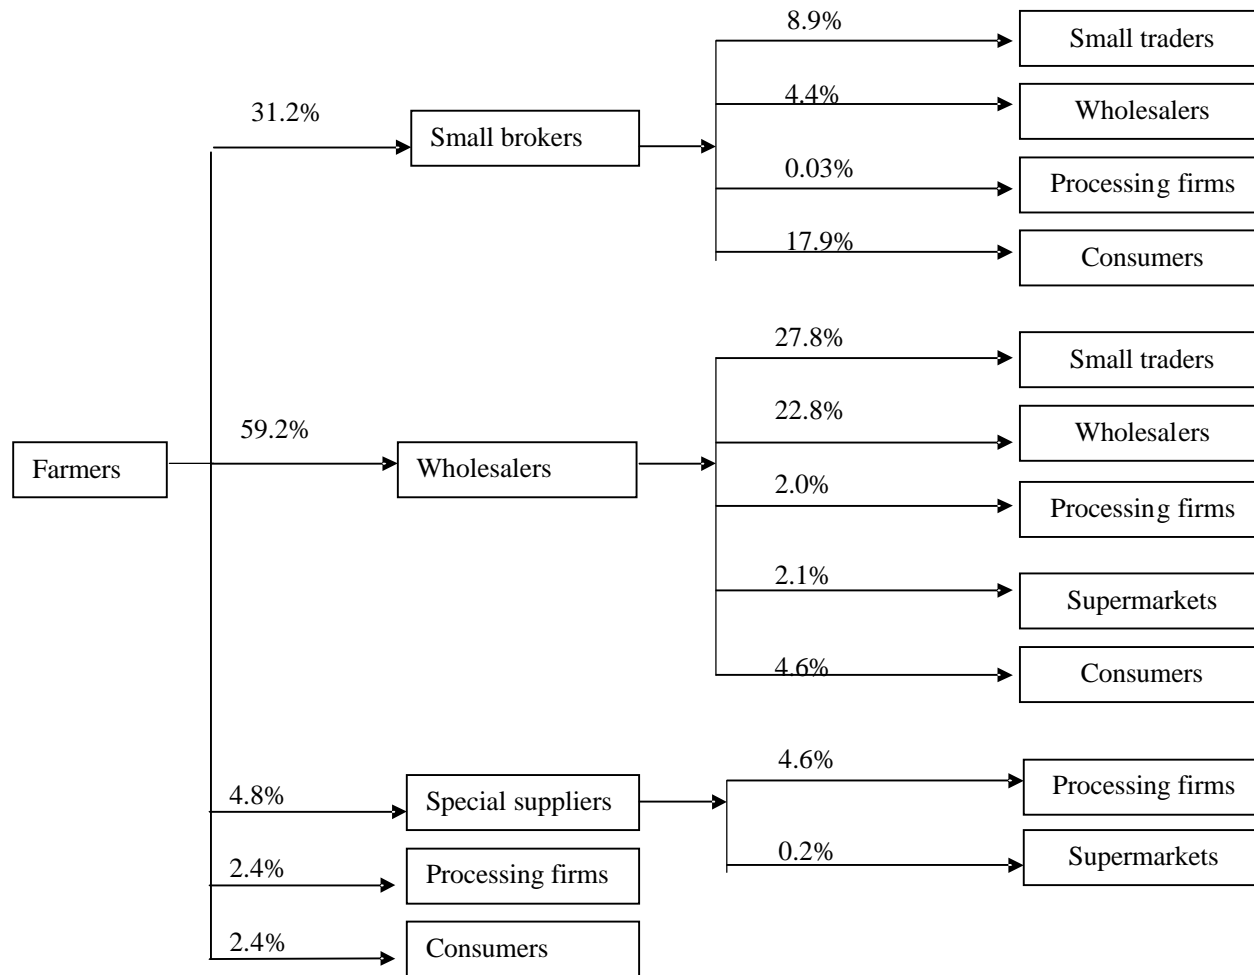 8.9%
Small traders
31.2%
4.4%
Small brokers
Wholesalers
0.03%
Processing firms
17.9%
Consumers
27.8%
Small traders
59.2%
22.8%
Farmers
Wholesalers
Wholesalers
2.0%
Processing firms
2.1%
Supermarkets
4.6%
Consumers
4.8%
Special suppliers
4.6%
Processing firms
0.2%
Supermarkets
2.4%
Processing firms
2.4%
Consumers